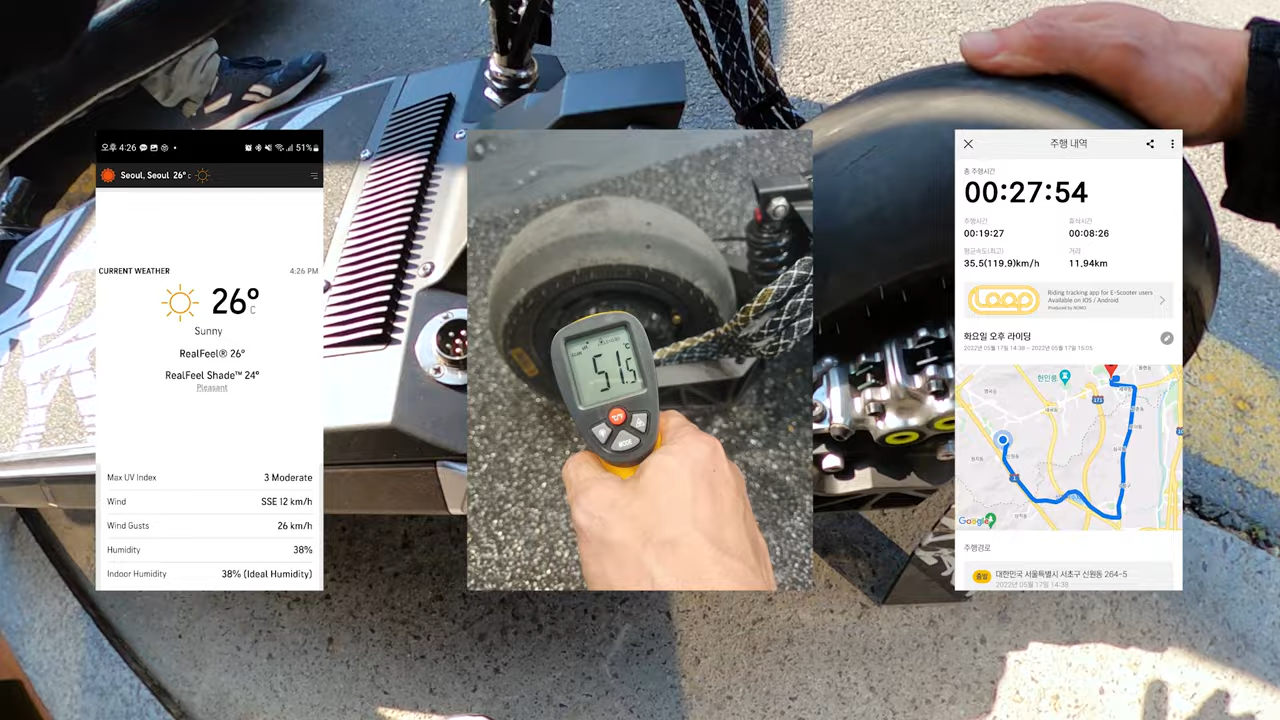 오후 4:26
51%
Seoul, Seoul 26° c
CURRENT WEATHER
4:26 PM
26° C
Sunny
RealFeel® 26°
RealFeel Shade™ 24°
Pleasant
Max UV Index 3 Moderate
Wind SSE 12 km/h
Wind Gusts 26 km/h
Humidity 38%
Indoor Humidity 38% (Ideal Humidity)
SCAN
°C
51.5
MODE
주행 내역
총 주행시간
00:27:54
주행시간 휴식시간
00:19:27 00:08:26
평균속도(최고) 거리
35.5(119.9)km/h 11.94km
Loop
Riding tracking app for E-Scooter users
Available on iOS / Android
화요일 오후 라이딩
2022년 05월 17일 14:38 ~ 2022년 05월 17일 15:05
헌인릉
171
Google
주행경로
출발
대한민국 서울특별시 서초구 신원동 264-5
2022년 05월 17일 14:38